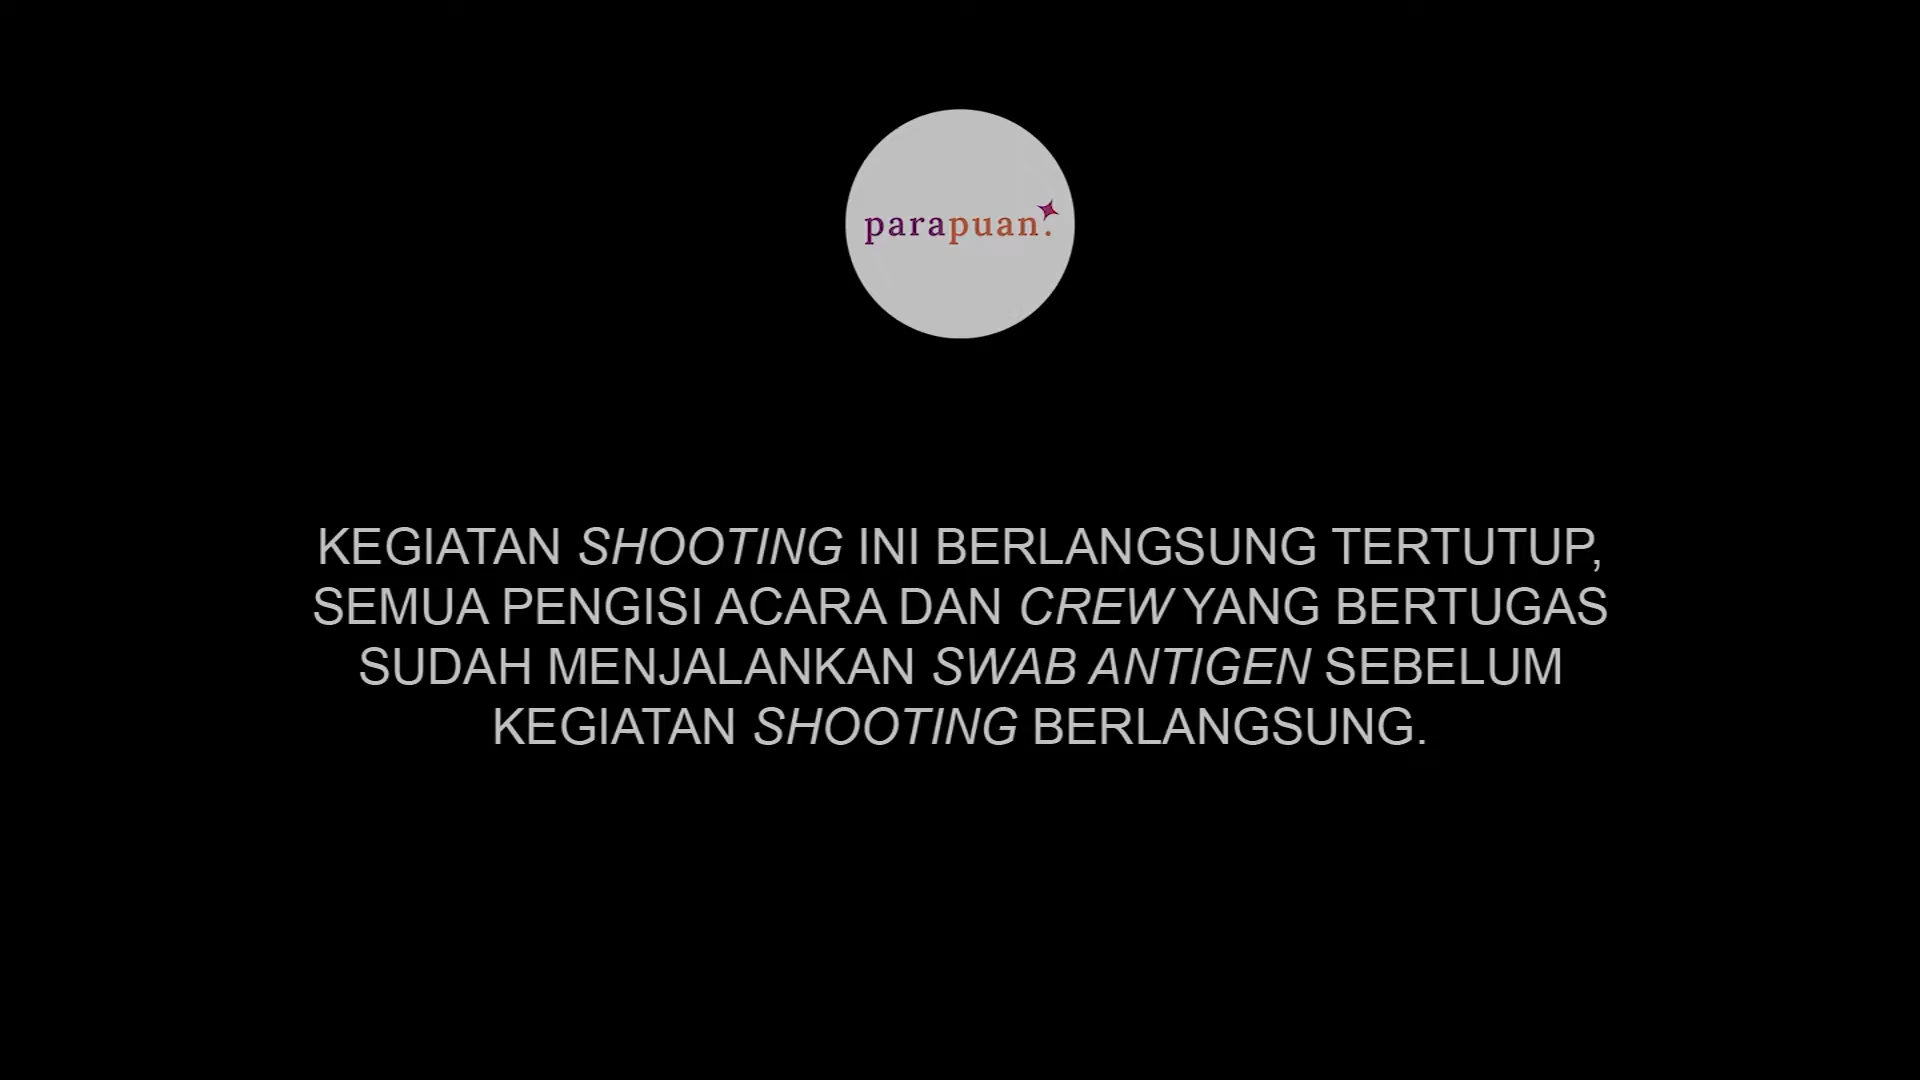 parapuan.
KEGIATAN SHOOTING INI BERLANGSUNG TERTUTUP,
SEMUA PENGISI ACARA DAN CREW YANG BERTUGAS
SUDAH MENJALANKAN SWAB ANTIGEN SEBELUM
KEGIATAN SHOOTING BERLANGSUNG.